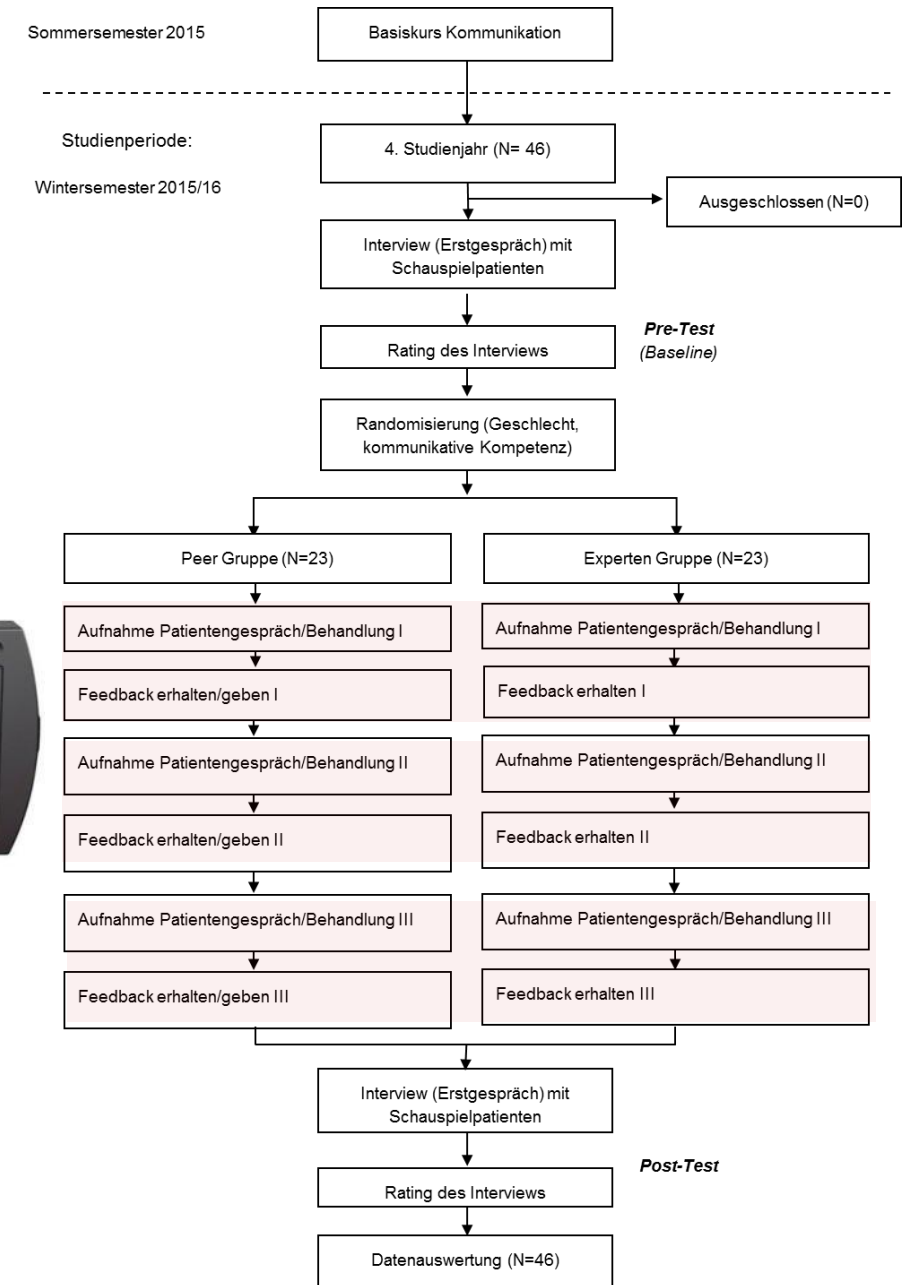 Sommersemester 2015
Basiskurs Kommunikation
Studienperiode:
Wintersemester 2015/16
4. Studienjahr (N= 46)
Ausgeschlossen (N=0)
Interview (Erstgespräch) mit
Schauspielpatienten
Pre-Test
(Baseline)
Rating des Interviews
Randomisierung (Geschlecht,
kommunikative Kompetenz)
Peer Gruppe (N=23)
Experten Gruppe (N=23)
Aufnahme Patientengespräch/Behandlung I
Aufnahme Patientengespräch/Behandlung I
Feedback erhalten/geben I
Feedback erhalten I
Aufnahme Patientengespräch/Behandlung II
Aufnahme Patientengespräch/Behandlung II
Feedback erhalten/geben II
Feedback erhalten II
Aufnahme Patientengespräch/Behandlung III
Aufnahme Patientengespräch/Behandlung III
Feedback erhalten/geben III
Feedback erhalten III
Interview (Erstgespräch) mit
Schauspielpatienten
Post-Test
Rating des Interviews
Datenauswertung (N=46)